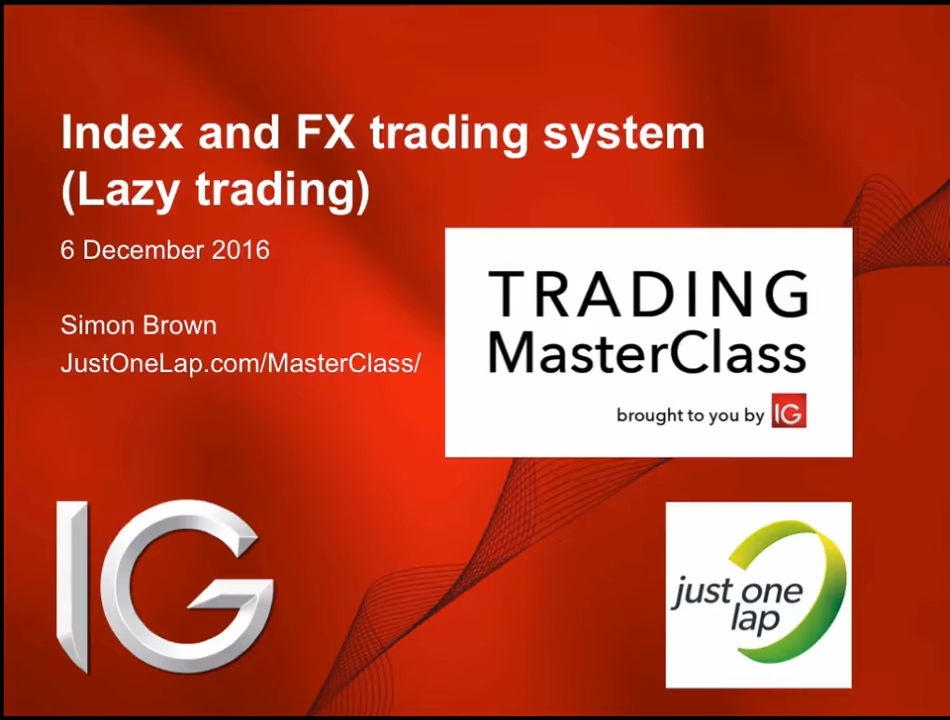 Index and FX trading system
(Lazy trading)
6 December 2016
Simon Brown
JustOneLap.com/MasterClass/
TRADING
MasterClass
brought to you by IG
IG
just one
lap